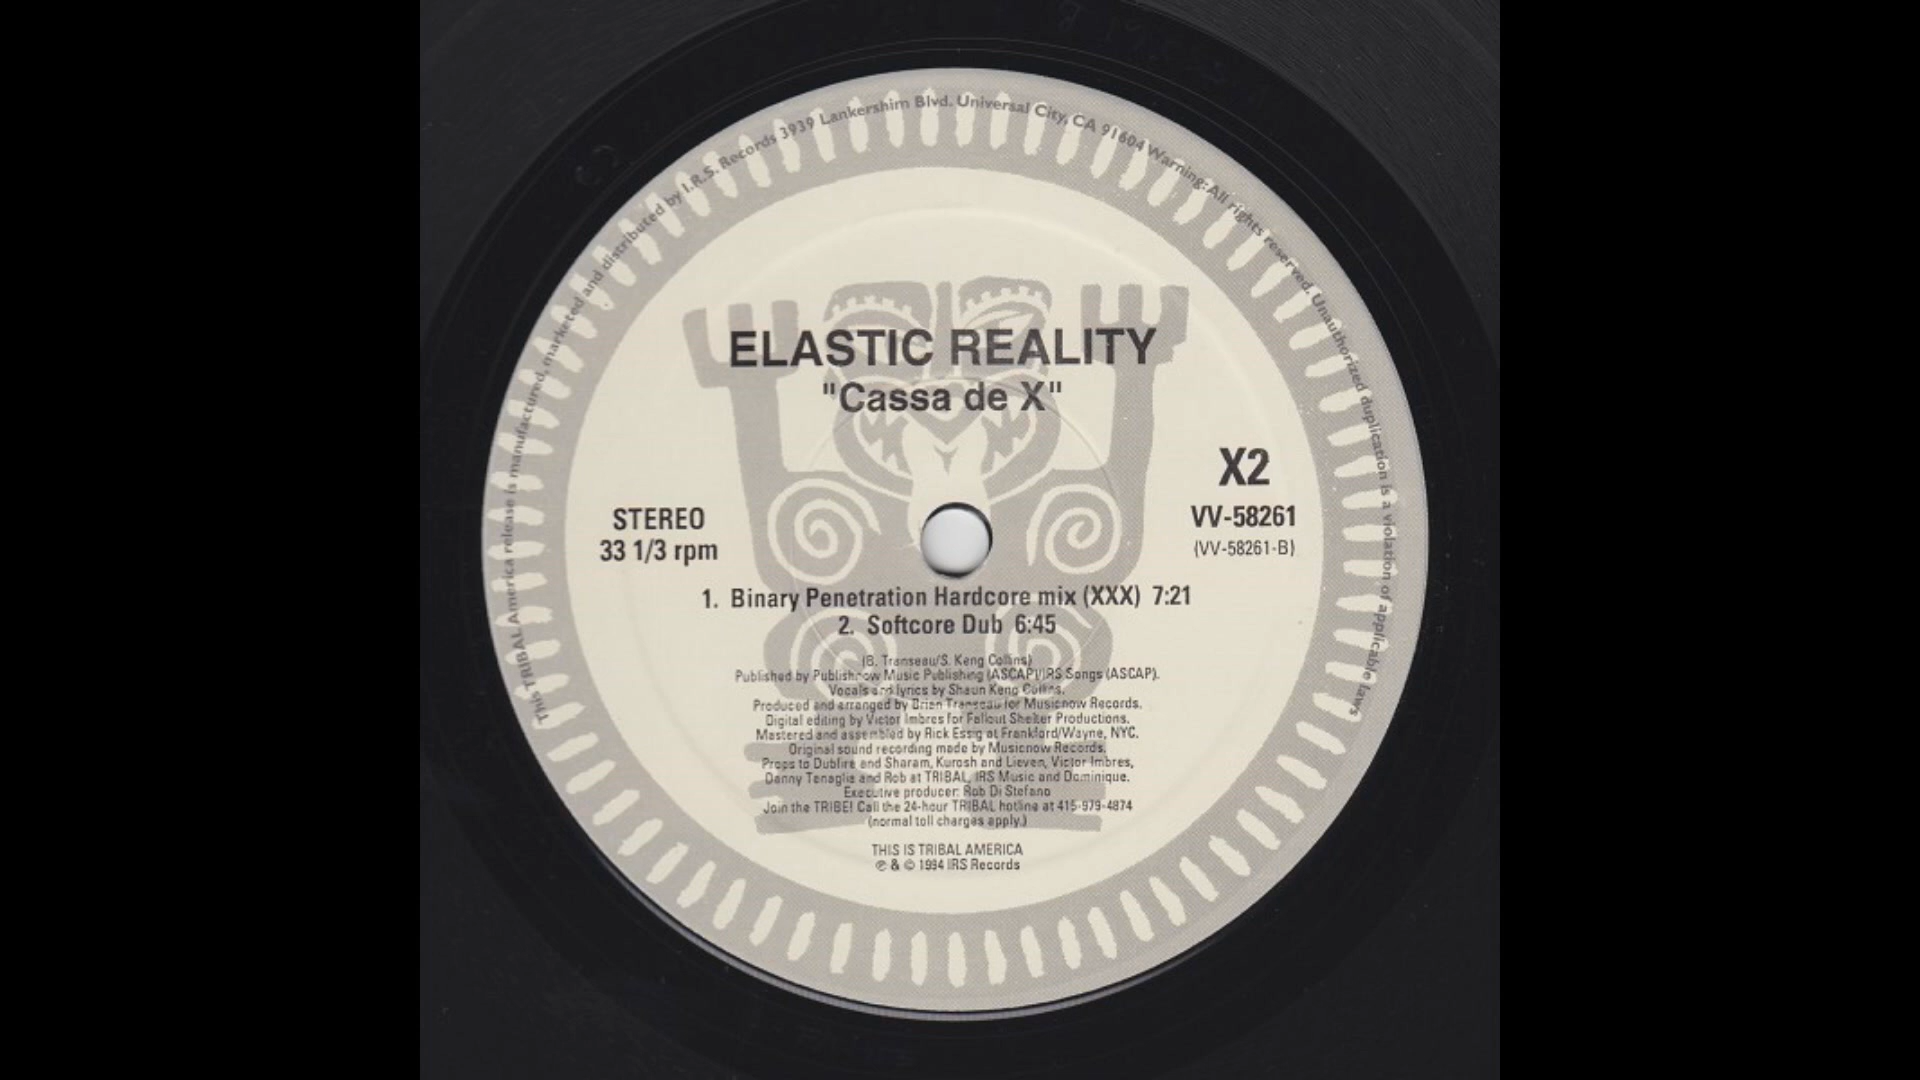 This TRIBAL America release is manufactured, marketed and distributed by I.R.S. Records 3939 Lankershim Blvd. Universal City, CA 91604 Warning: All rights reserved. Unauthorized duplication is a violation of applicable laws
ELASTIC REALITY
"Cassa de X"
X2
STEREO
VV-58261
33 1/3 rpm
(VV-58261-B)
1. Binary Penetration Hardcore mix (XXX) 7:21
2. Softcore Dub 6:45
(B. Transeau/S. Keng Collins)
Published by Publishnow Music Publishing (ASCAP)/IRS Songs (ASCAP).
Vocals and lyrics by Shaun Keng Collins.
Produced and arranged by Brian Transeau for Musicnow Records.
Digital editing by Victor Imbres for Fallout Shelter Productions.
Mastered and assembled by Rick Essig at Frankford/Wayne, NYC.
Original sound recording made by Musicnow Records.
Props to Dubfire and Sharam, Kurosh and Lieven, Victor Imbres,
Danny Tenaglia and Rob at TRIBAL, IRS Music and Dominique.
Executive producer: Rob Di Stefano
Join the TRIBE! Call the 24-hour TRIBAL hotline at 415-979-4874
(normal toll charges apply.)
THIS IS TRIBAL AMERICA
℗ & © 1994 IRS Records